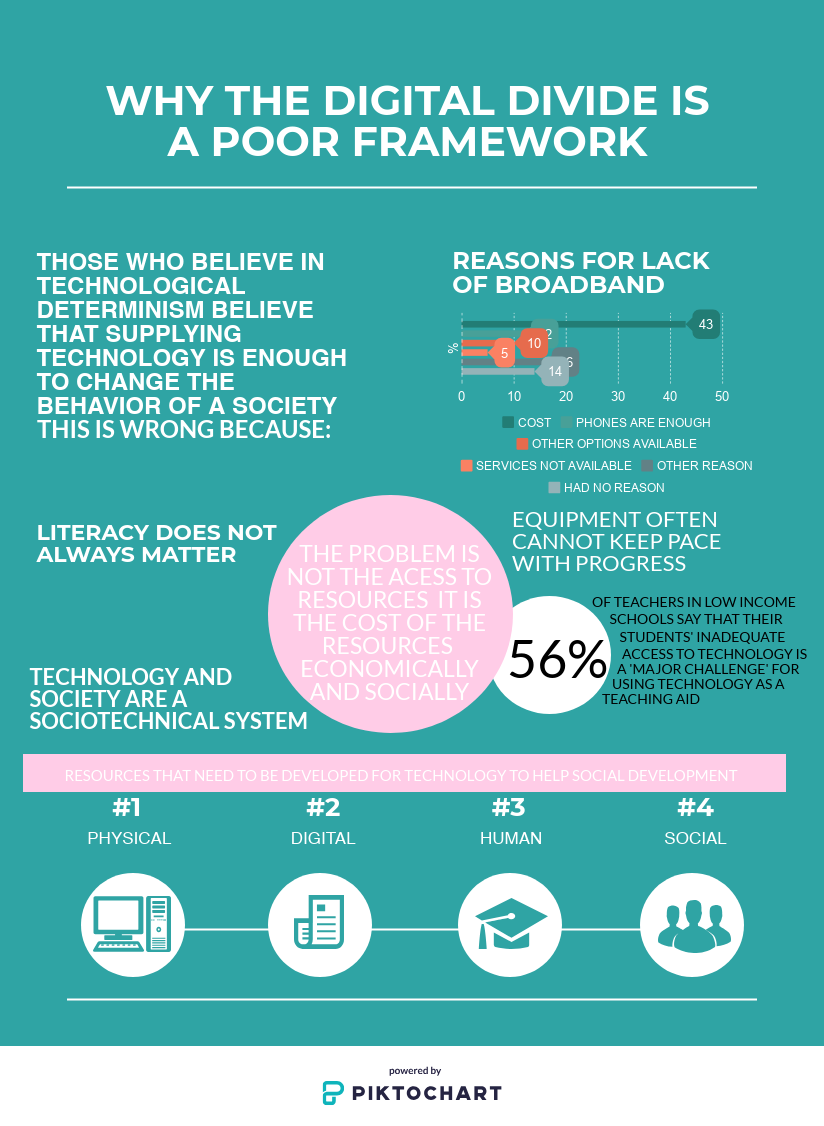 WHY THE DIGITAL DIVIDE IS
A POOR FRAMEWORK
THOSE WHO BELIEVE IN
TECHNOLOGICAL
DETERMINISM BELIEVE
THAT SUPPLYING
TECHNOLOGY IS ENOUGH
TO CHANGE THE
BEHAVIOR OF A SOCIETY
THIS IS WRONG BECAUSE:
REASONS FOR LACK
OF BROADBAND
%
43
10
5
14
0 10 20 30 40 50
COST PHONES ARE ENOUGH
OTHER OPTIONS AVAILABLE
SERVICES NOT AVAILABLE OTHER REASON
HAD NO REASON
LITERACY DOES NOT
ALWAYS MATTER
THE PROBLEM IS
NOT THE ACESS TO
RESOURCES IT IS
THE COST OF THE
RESOURCES
ECONOMICALLY
AND SOCIALLY
EQUIPMENT OFTEN
CANNOT KEEP PACE
WITH PROGRESS
56%
OF TEACHERS IN LOW INCOME
SCHOOLS SAY THAT THEIR
STUDENTS' INADEQUATE
ACCESS TO TECHNOLOGY IS
A 'MAJOR CHALLENGE' FOR
USING TECHNOLOGY AS A
TEACHING AID
TECHNOLOGY AND
SOCIETY ARE A
SOCIOTECHNICAL SYSTEM
RESOURCES THAT NEED TO BE DEVELOPED FOR TECHNOLOGY TO HELP SOCIAL DEVELOPMENT
#1 #2 #3 #4
PHYSICAL DIGITAL HUMAN SOCIAL
powered by
PIKTOCHART